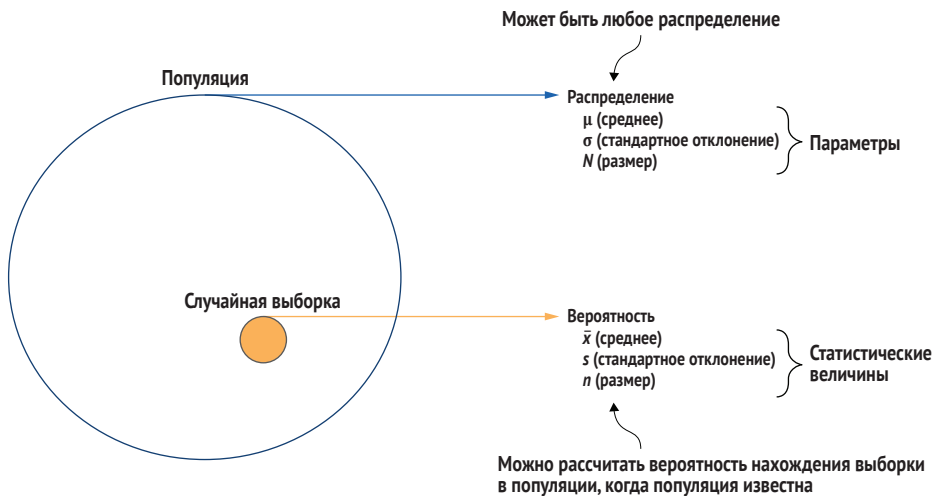 Может быть любое распределение
Популяция
Распределение
μ (среднее)
σ (стандартное отклонение)
N (размер)
Параметры
Случайная выборка
Вероятность
x̄ (среднее)
s (стандартное отклонение)
n (размер)
Статистические
величины
Можно рассчитать вероятность нахождения выборки
в популяции, когда популяция известна